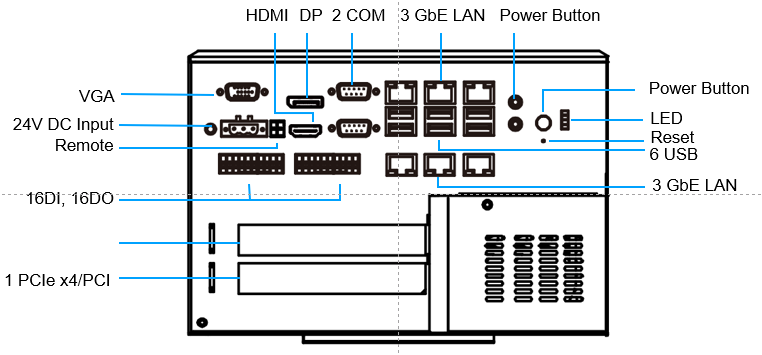 HDMI DP 2 COM 3 GbE LAN Power Button
VGA
Power Button
24V DC Input
LED
Remote
Reset
6 USB
3 GbE LAN
16DI, 16DO
1 PCIe x4/PCI